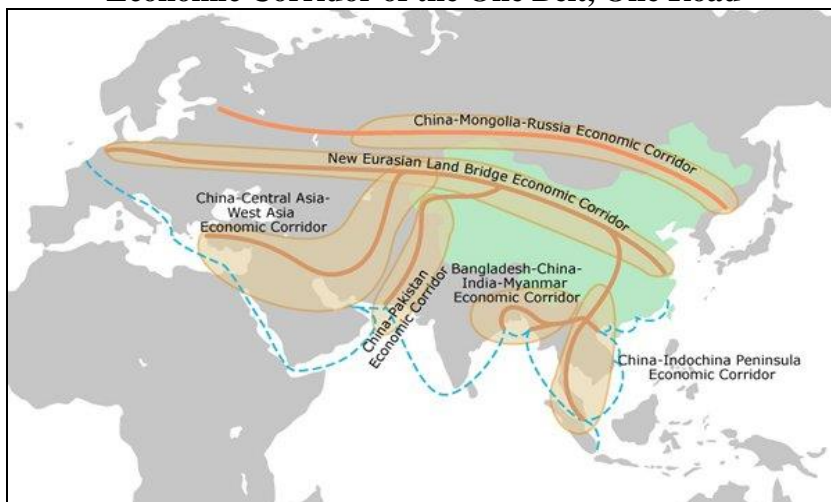 Economic Corridor of the One Belt, One Road
China-Mongolia-Russia Economic Corridor
New Eurasian Land Bridge Economic Corridor
China-Central Asia-
West Asia
Economic Corridor
China-Pakistan
Economic Corridor
Bangladesh-China-
India-Myanmar
Economic Corridor
China-Indochina Peninsula
Economic Corridor